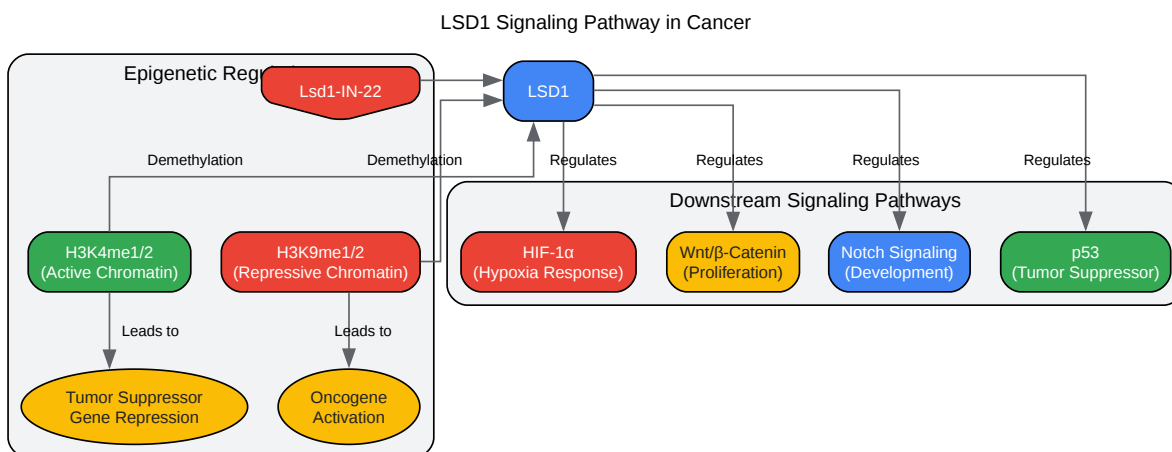 LSD1 Signaling Pathway in Cancer
Epigenetic
Lsd1-IN-22
LSD1
Demethylation
Demethylation
Regulates
Regulates
Regulates
Regulates
Downstream Signaling Pathways
H3K4me1/2
(Active Chromatin)
H3K9me1/2
(Repressive Chromatin)
HIF-1α
(Hypoxia Response)
Wnt/β-Catenin
(Proliferation)
Notch Signaling
(Development)
p53
(Tumor Suppressor)
Leads to
Leads to
Tumor Suppressor
Gene Repression
Oncogene
Activation